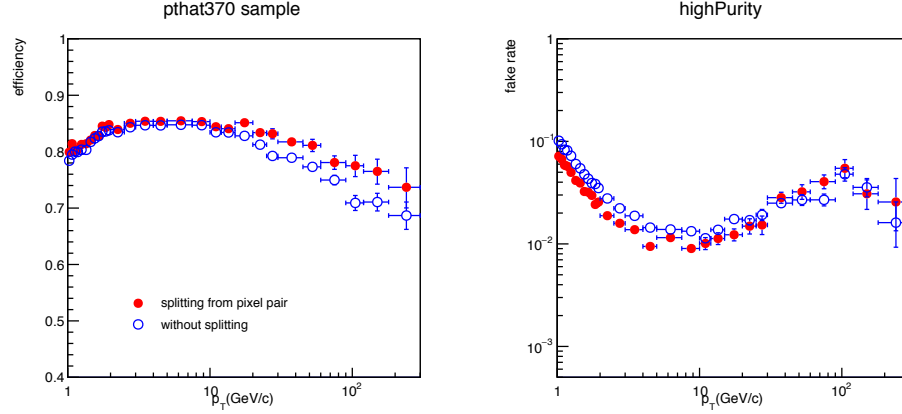 pthat370 sample
efficiency
1
0.9
0.8
0.7
0.6
0.5
0.4
splitting from pixel pair
without splitting
1 10 10²
p_T(GeV/c)
highPurity
fake rate
1
10⁻¹
10⁻²
10⁻³
1 10 10²
p_T(GeV/c)